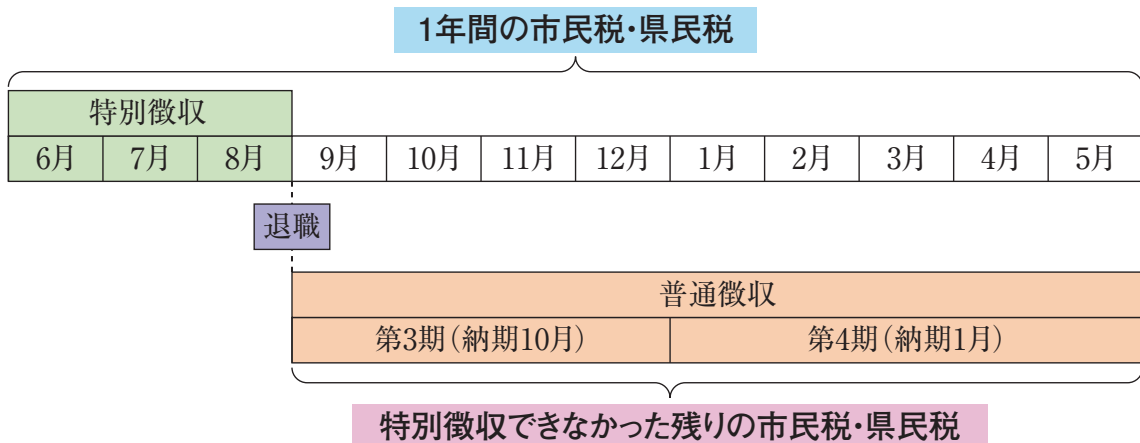 1年間の市民税・県民税
特別徴収
6月 7月 8月 9月 10月 11月 12月 1月 2月 3月 4月 5月
退職
普通徴収
第3期(納期10月) 第4期(納期1月)
特別徴収できなかった残りの市民税・県民税